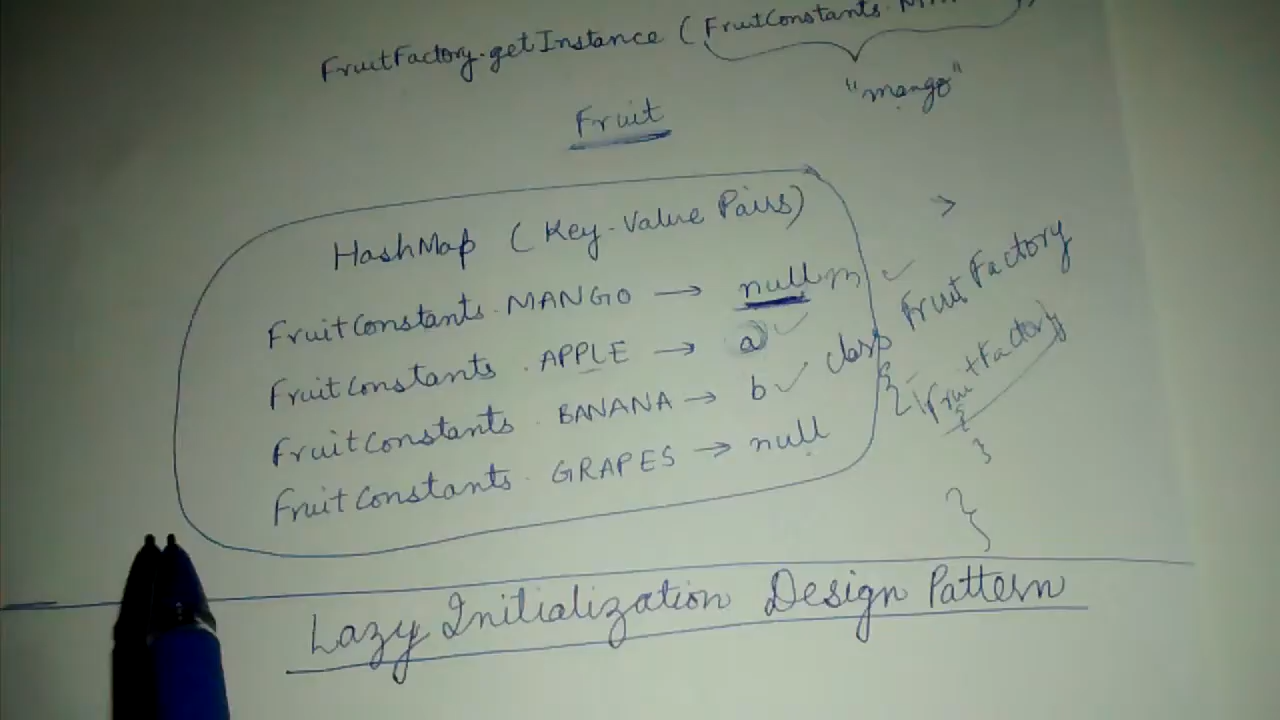 FruitFactory.getInstance (FruitConstants.
"mango"
Fruit
HashMap (Key-Value Pairs)
FruitConstants.MANGO → null m ✓
FruitConstants.APPLE → a ✓
FruitConstants.BANANA → b ✓
FruitConstants.GRAPES → null
class FruitFactory
{
FruitFactory
{
}
}
Lazy Initialization Design Pattern